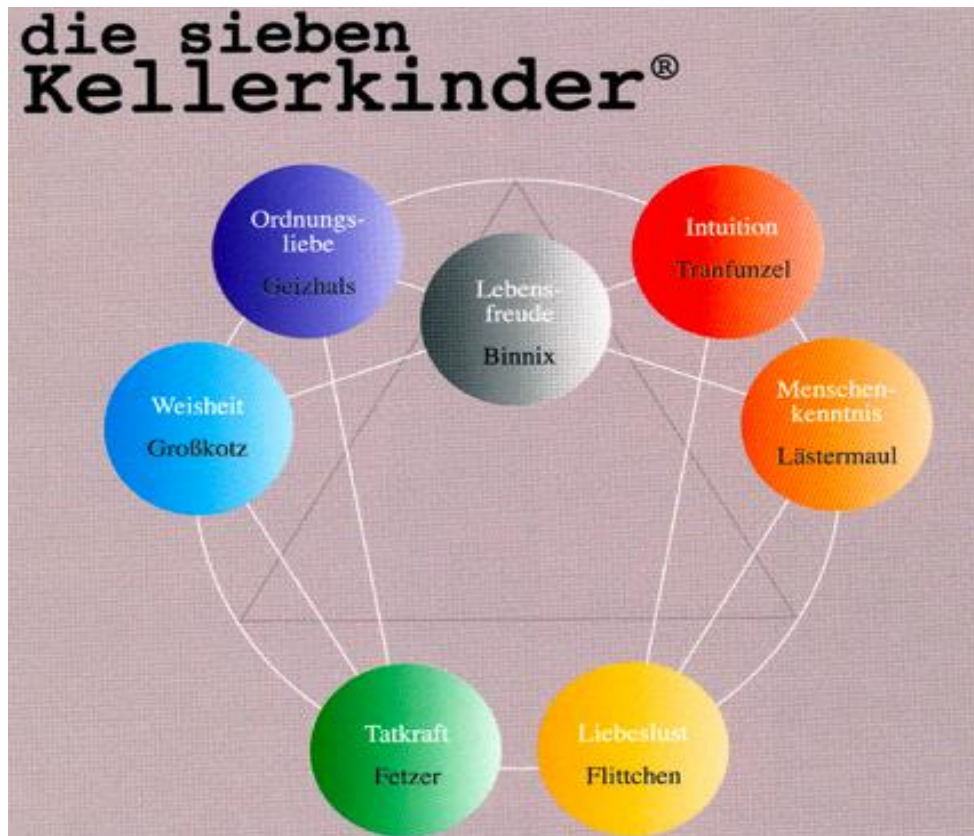 die sieben
Kellerkinder®
Ordnungs-
liebe
Geizhals
Intuition
Tranfunzel
Lebens-
freude
Binnix
Weisheit
Großkotz
Menschen-
kenntnis
Lästermaul
Tatkraft
Fetzer
Liebeslust
Flittchen